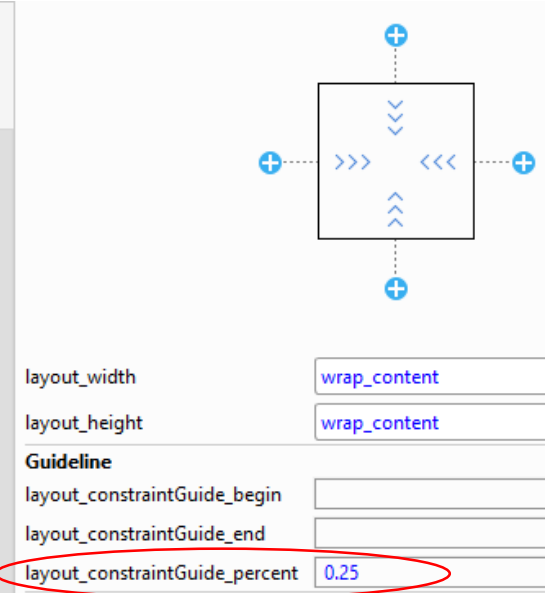 layout_width wrap_content
layout_height wrap_content
Guideline
layout_constraintGuide_begin
layout_constraintGuide_end
layout_constraintGuide_percent 0.25